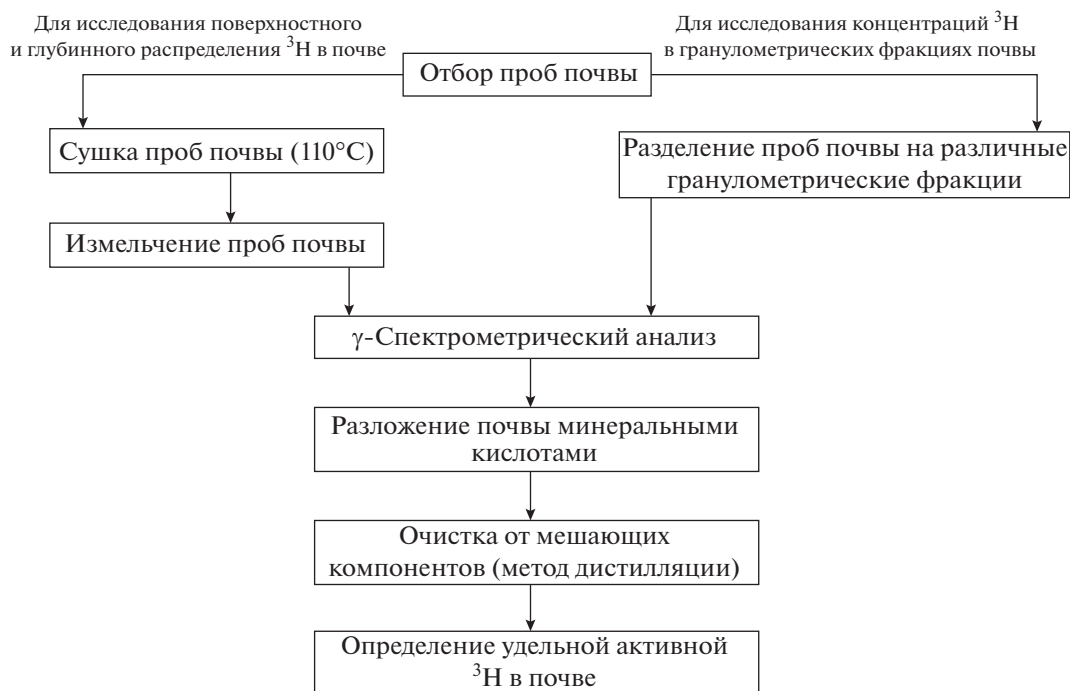 Для исследования поверхностного
и глубинного распределения ³H в почве
Для исследования концентраций ³H
в гранулометрических фракциях почвы
Отбор проб почвы
Сушка проб почвы (110°C)
Разделение проб почвы на различные
гранулометрические фракции
Измельчение проб почвы
γ-Спектрометрический анализ
Разложение почвы минеральными
кислотами
Очистка от мешающих
компонентов (метод дистилляции)
Определение удельной активной
³H в почве